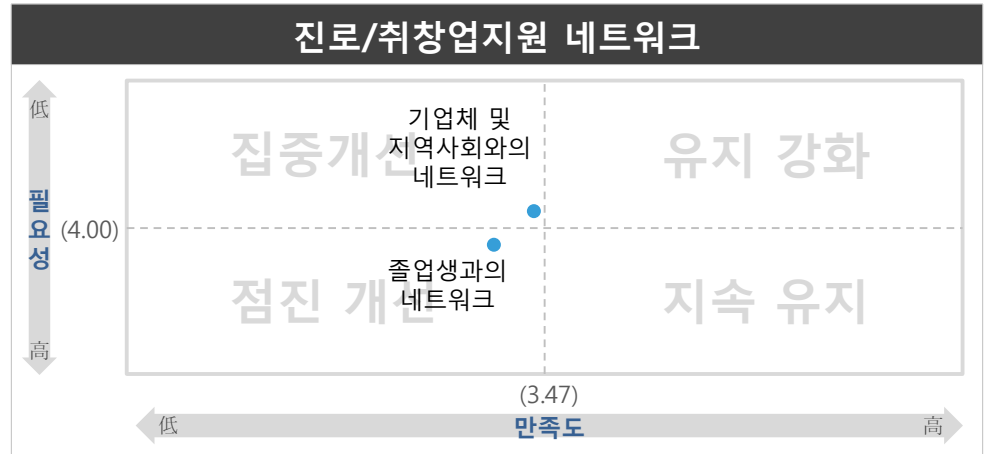 진로/취창업지원 네트워크
低
집중개선
유지 강화
기업체 및
지역사회와의
네트워크
필
요
성
(4.00)
졸업생과의
네트워크
점진 개선
지속 유지
高
(3.47)
低
만족도
高